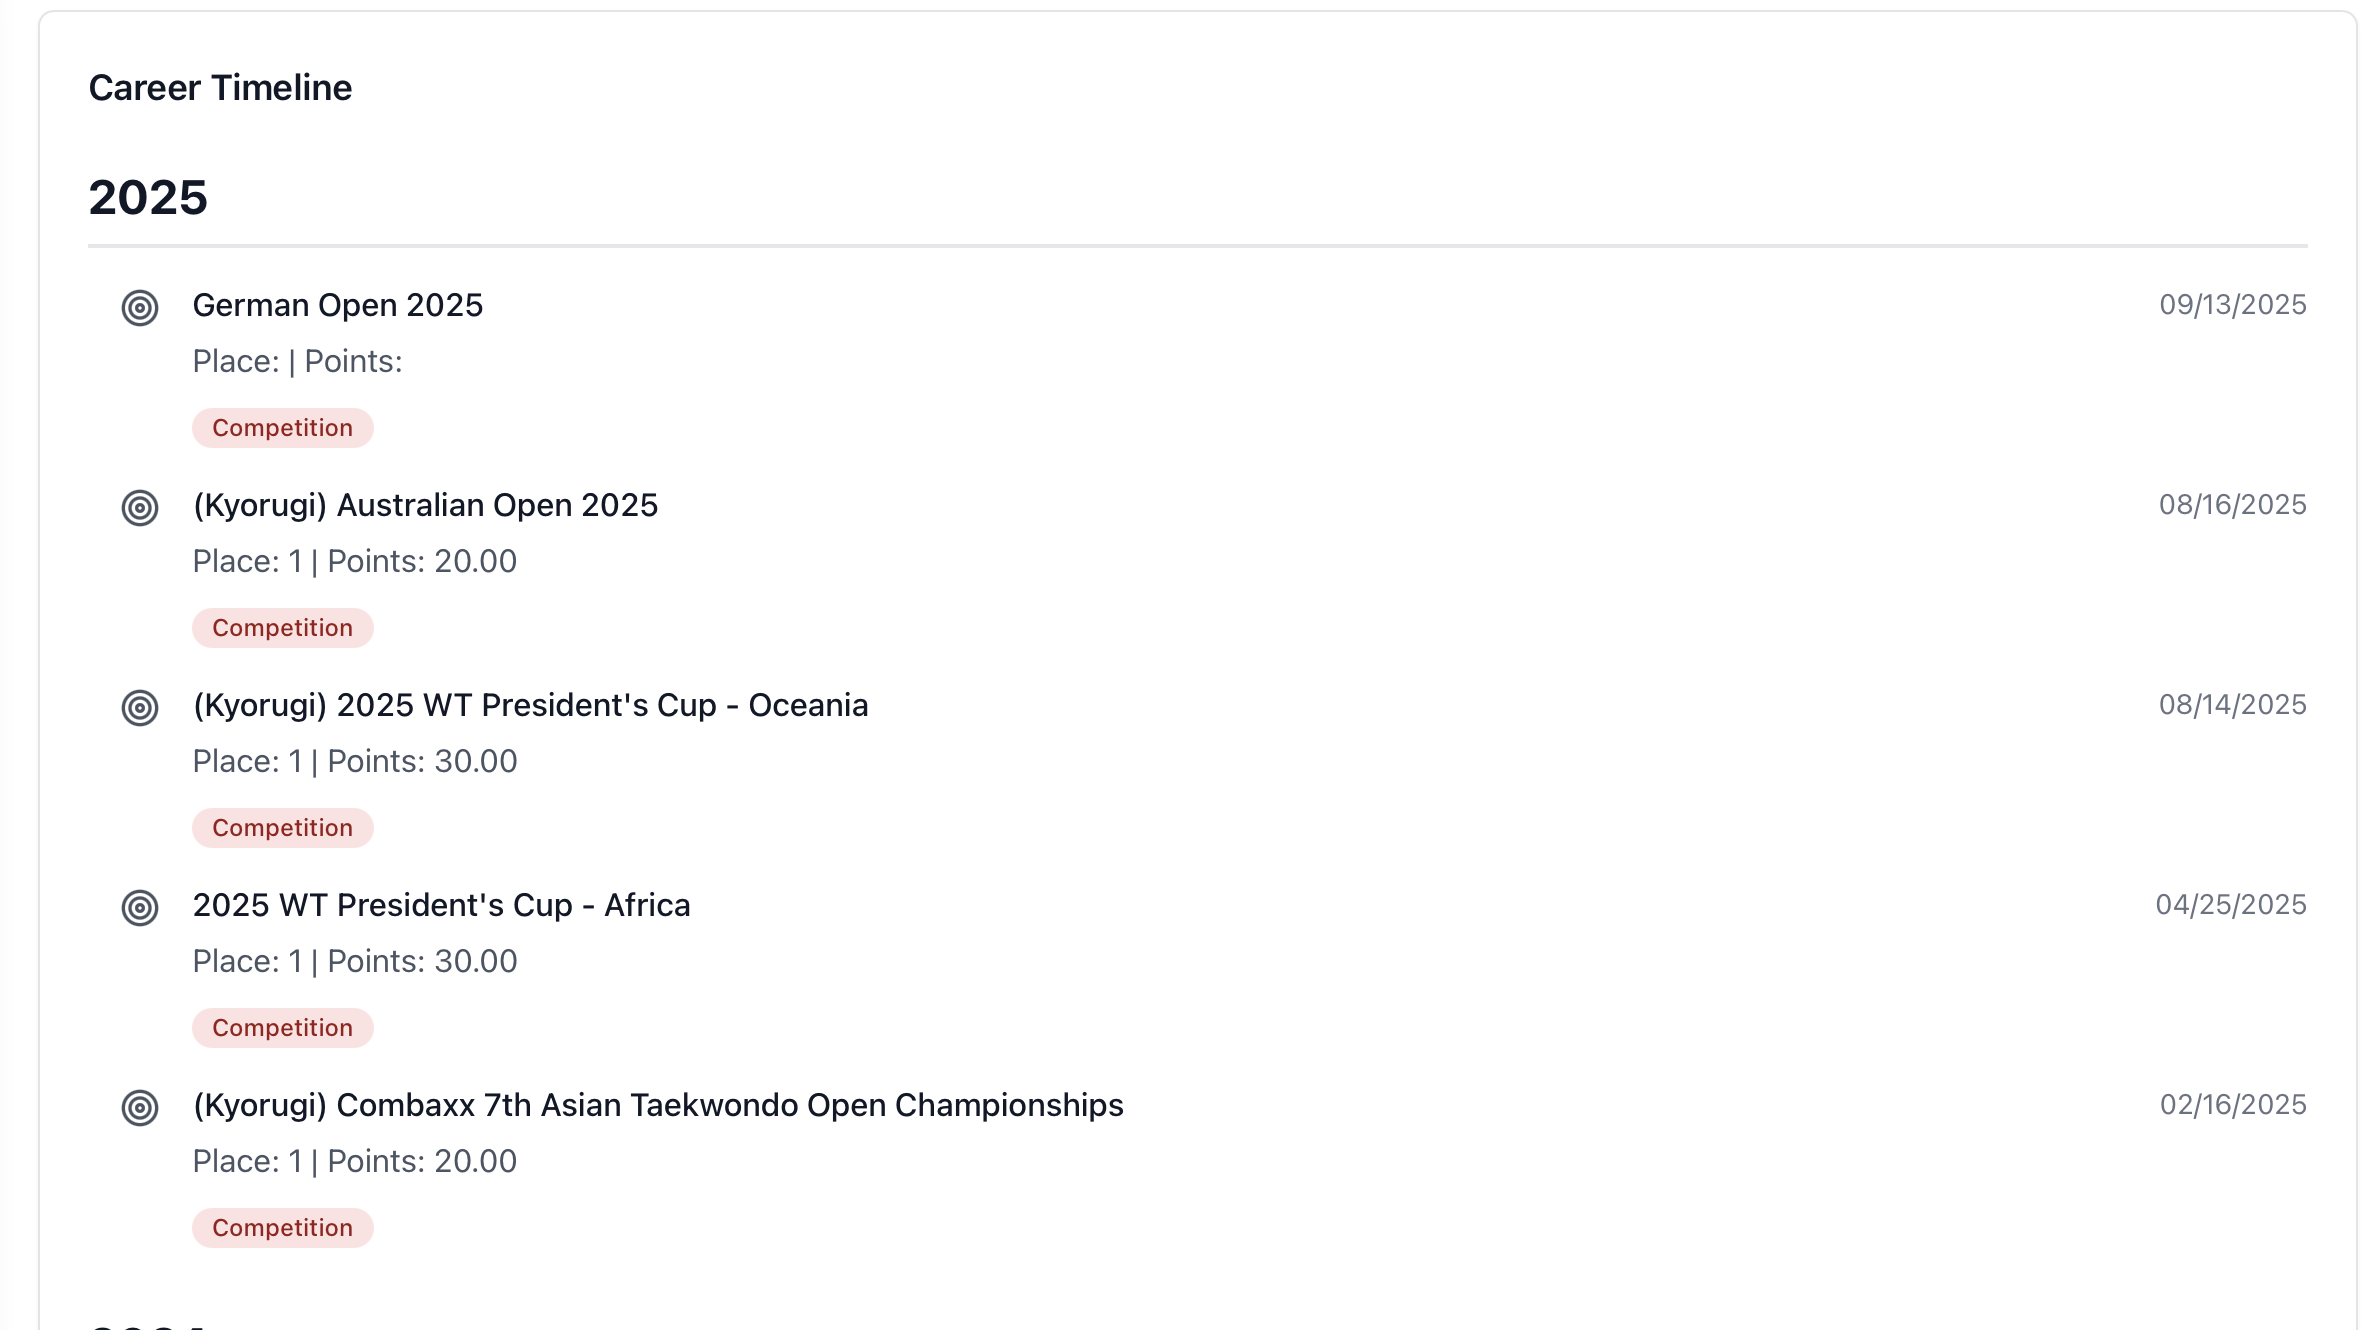 Career Timeline
2025
German Open 2025
09/13/2025
Place: | Points:
Competition
(Kyorugi) Australian Open 2025
08/16/2025
Place: 1 | Points: 20.00
Competition
(Kyorugi) 2025 WT President's Cup - Oceania
08/14/2025
Place: 1 | Points: 30.00
Competition
2025 WT President's Cup - Africa
04/25/2025
Place: 1 | Points: 30.00
Competition
(Kyorugi) Combaxx 7th Asian Taekwondo Open Championships
02/16/2025
Place: 1 | Points: 20.00
Competition